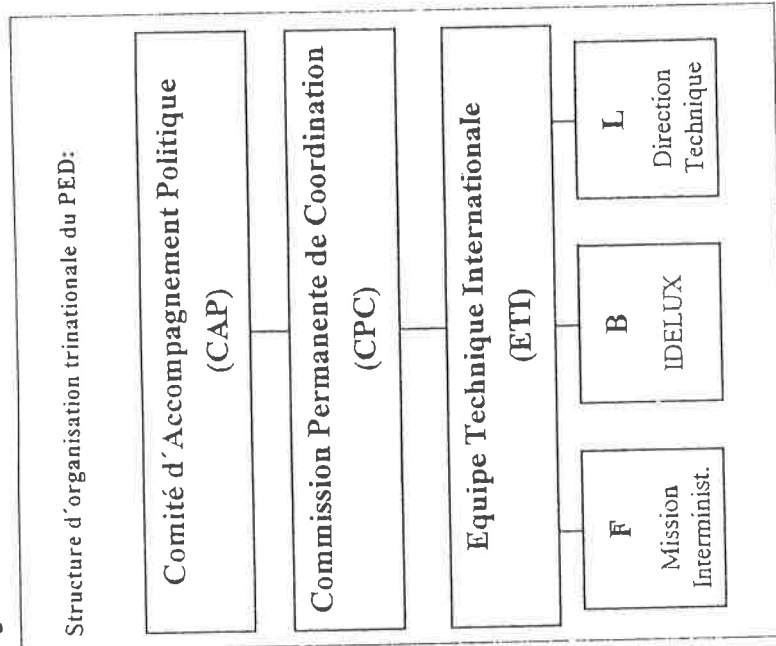 Structure d´organisation trinationale du PED:
Comité d´Accompagnement Politique
(CAP)
Commission Permanente de Coordination
(CPC)
Equipe Technique Internationale
(ETI)
F
Mission
Interminist.
B
IDELUX
L
Direction
Technique